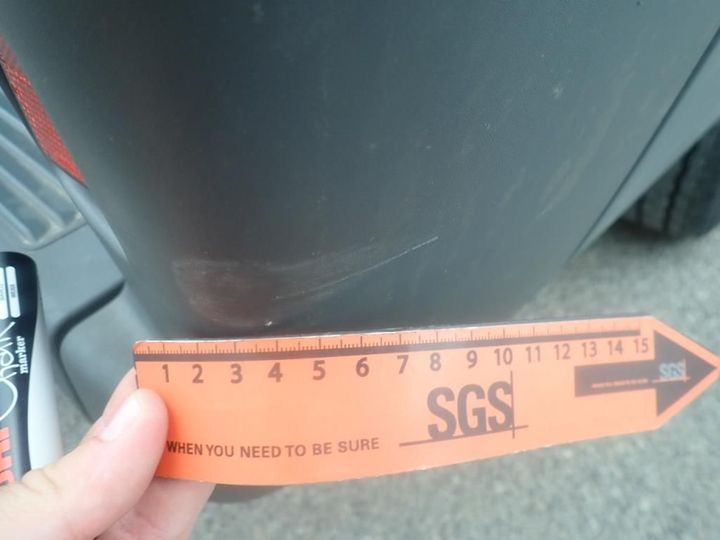 1 2 3 4 5 6 7 8 9 10 11 12 13 14 15
WHEN YOU NEED TO BE SURE
SGS
SGS
Chalk
marker